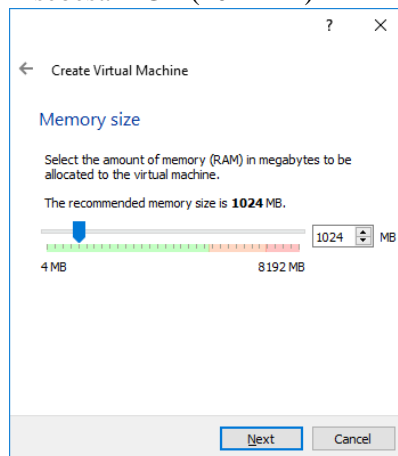 ?
Create Virtual Machine
Memory size
Select the amount of memory (RAM) in megabytes to be
allocated to the virtual machine.
The recommended memory size is 1024 MB.
1024 MB
4 MB 8192 MB
Next Cancel